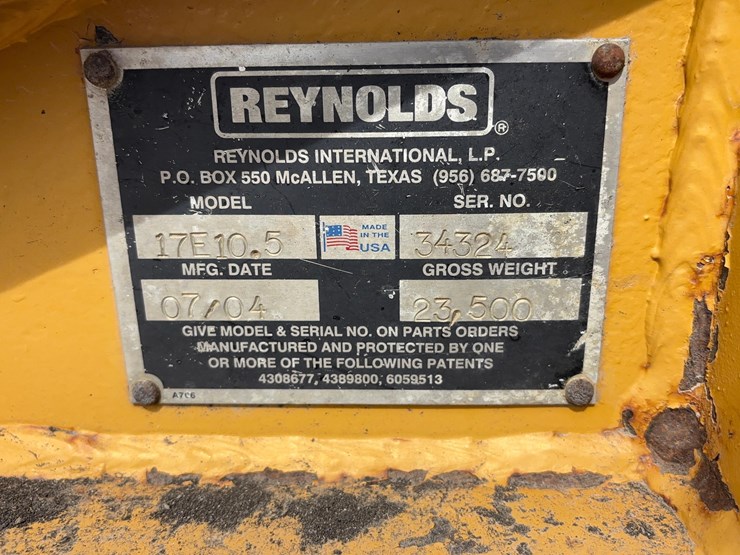 REYNOLDS ®
REYNOLDS INTERNATIONAL, L.P.
P.O. BOX 550 McALLEN, TEXAS (956) 687-7500
MODEL SER. NO.
17E10.5 MADE IN THE USA 34324
MFG. DATE GROSS WEIGHT
07/04 23,500
GIVE MODEL & SERIAL NO. ON PARTS ORDERS
MANUFACTURED AND PROTECTED BY ONE
OR MORE OF THE FOLLOWING PATENTS
4308677, 4389800, 6059513